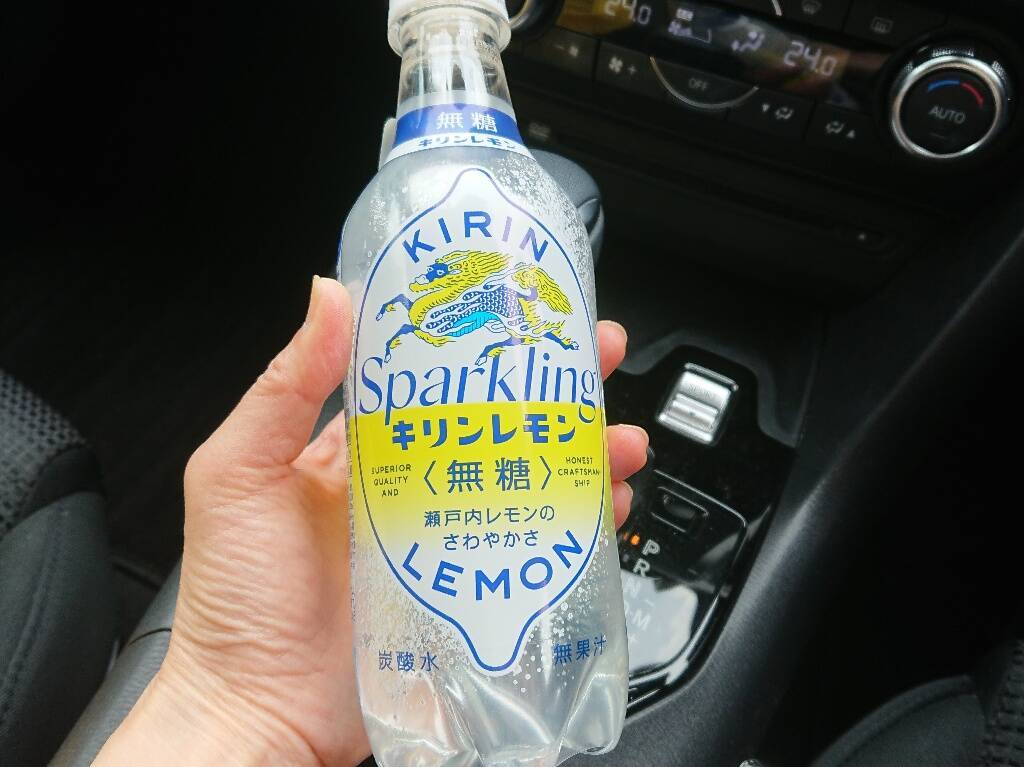 24.0
24.0
OFF
AUTO
無糖
キリンレモン
KIRIN
Sparkling
キリンレモン
SUPERIOR
QUALITY
AND
〈無糖〉
HONEST
CRAFTSMAN
SHIP
瀬戸内レモンの
さわやかさ
LEMON
炭酸水
無果汁
P
R
N
M